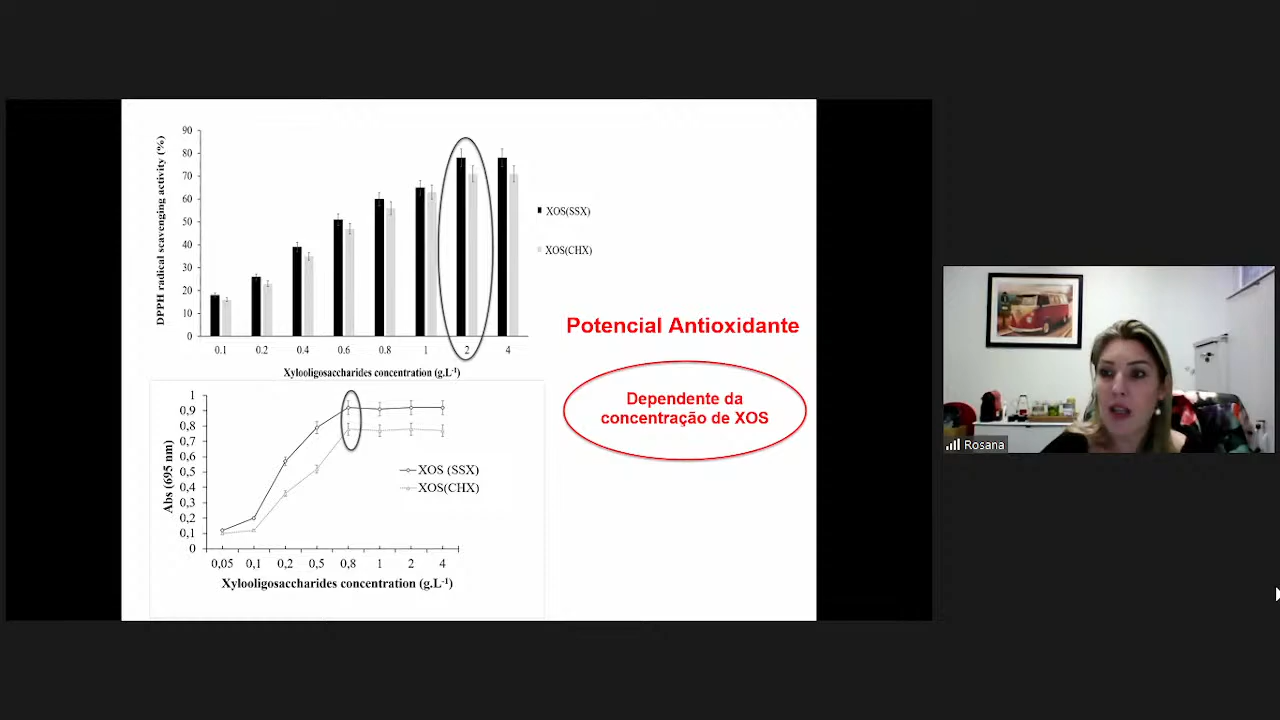 90
80
70
60
50
40
30
20
10
0
DPPH radical scavenging activity (%)
0.1 0.2 0.4 0.6 0.8 1 2 4
Xylooligosaccharides concentration (g.L-1)
XOS(SSX)
XOS(CHX)
Potencial Antioxidante
Dependente da
concentração de XOS
1
0,9
0,8
0,7
0,6
0,5
0,4
0,3
0,2
0,1
0
Abs (695 nm)
XOS (SSX)
XOS(CHX)
0,05 0,1 0,2 0,5 0,8 1 2 4
Xylooligosaccharides concentration (g.L-1)
Rosana